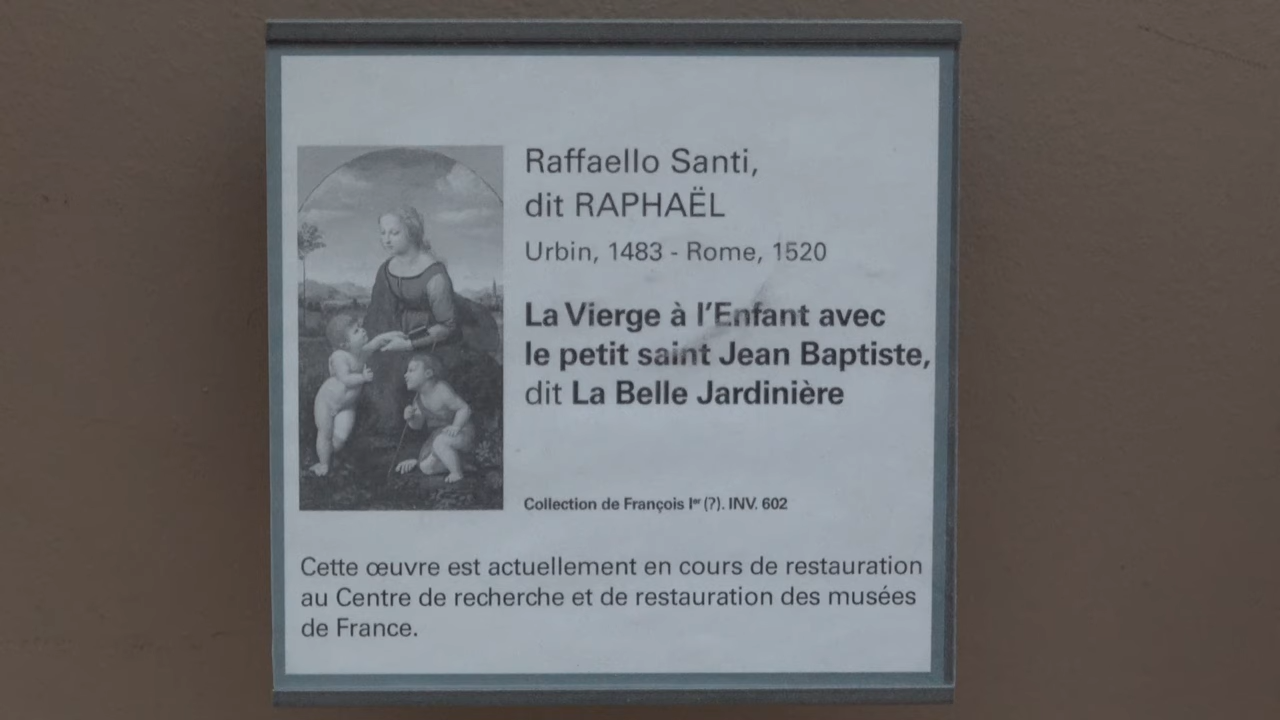 Raffaello Santi,
dit RAPHAËL
Urbin, 1483 - Rome, 1520
La Vierge à l'Enfant avec
le petit saint Jean Baptiste,
dit La Belle Jardinière
Collection de François Iᵉʳ (?). INV. 602
Cette œuvre est actuellement en cours de restauration
au Centre de recherche et de restauration des musées
de France.